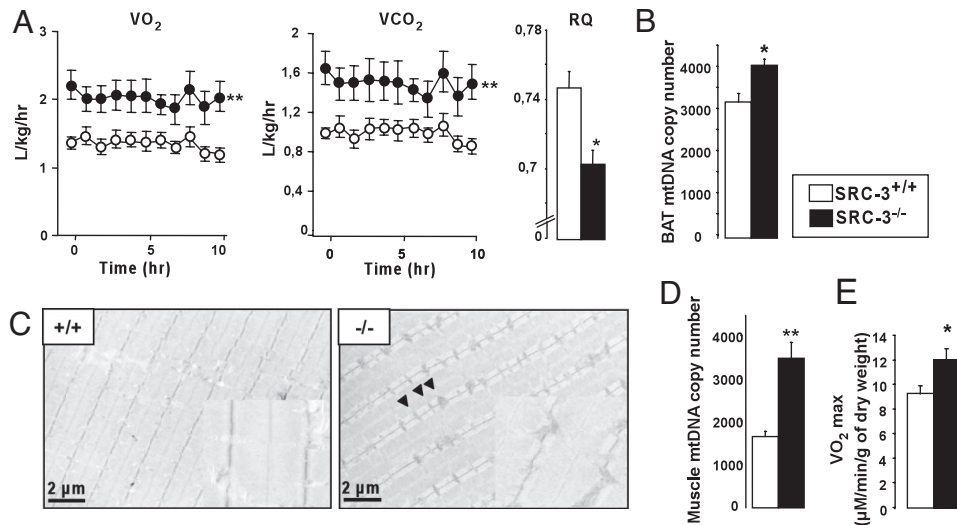 A
VO2
L/kg/hr
3
2
1
0
0 5 10
Time (hr)
**
VCO2
L/kg/hr
2,0
1,6
1,2
0,8
0,4
0
0 5 10
Time (hr)
**
RQ
0,78
0,74
0,7
0
*
B
BAT mtDNA copy number
4000
3000
2000
1000
0
*
SRC-3+/+
SRC-3-/-
C
+/+
2 µm
-/-
2 µm
D
Muscle mtDNA copy number
4000
3000
2000
1000
0
**
E
VO2 max
(µM/min/g of dry weight)
14
12
10
8
6
4
2
0
*